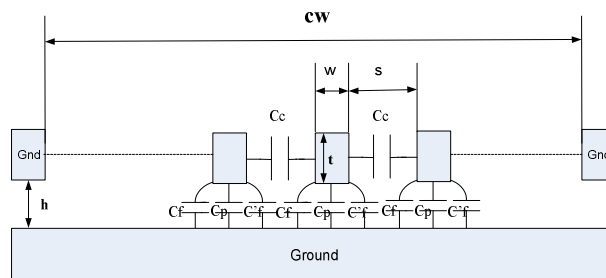 cw
w s
Cc Cc
Gnd t Gnd
h
Cf Cp C'f Cf Cp C'f Cf Cp C'f
Ground